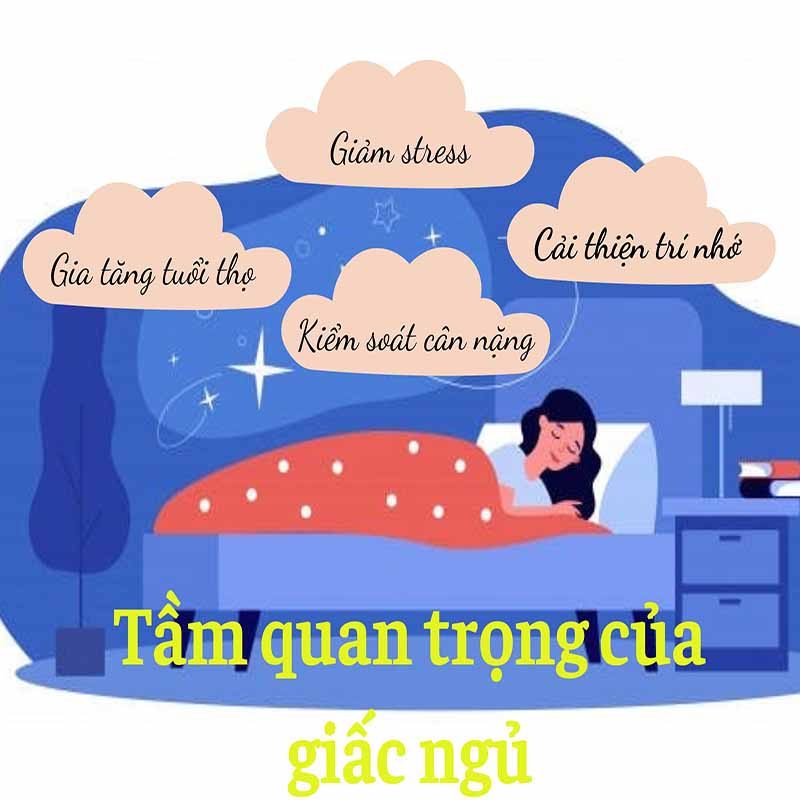 Giảm stress
Cải thiện trí nhớ
Gia tăng tuổi thọ
Kiểm soát cân nặng
Tầm quan trọng của
giấc ngủ